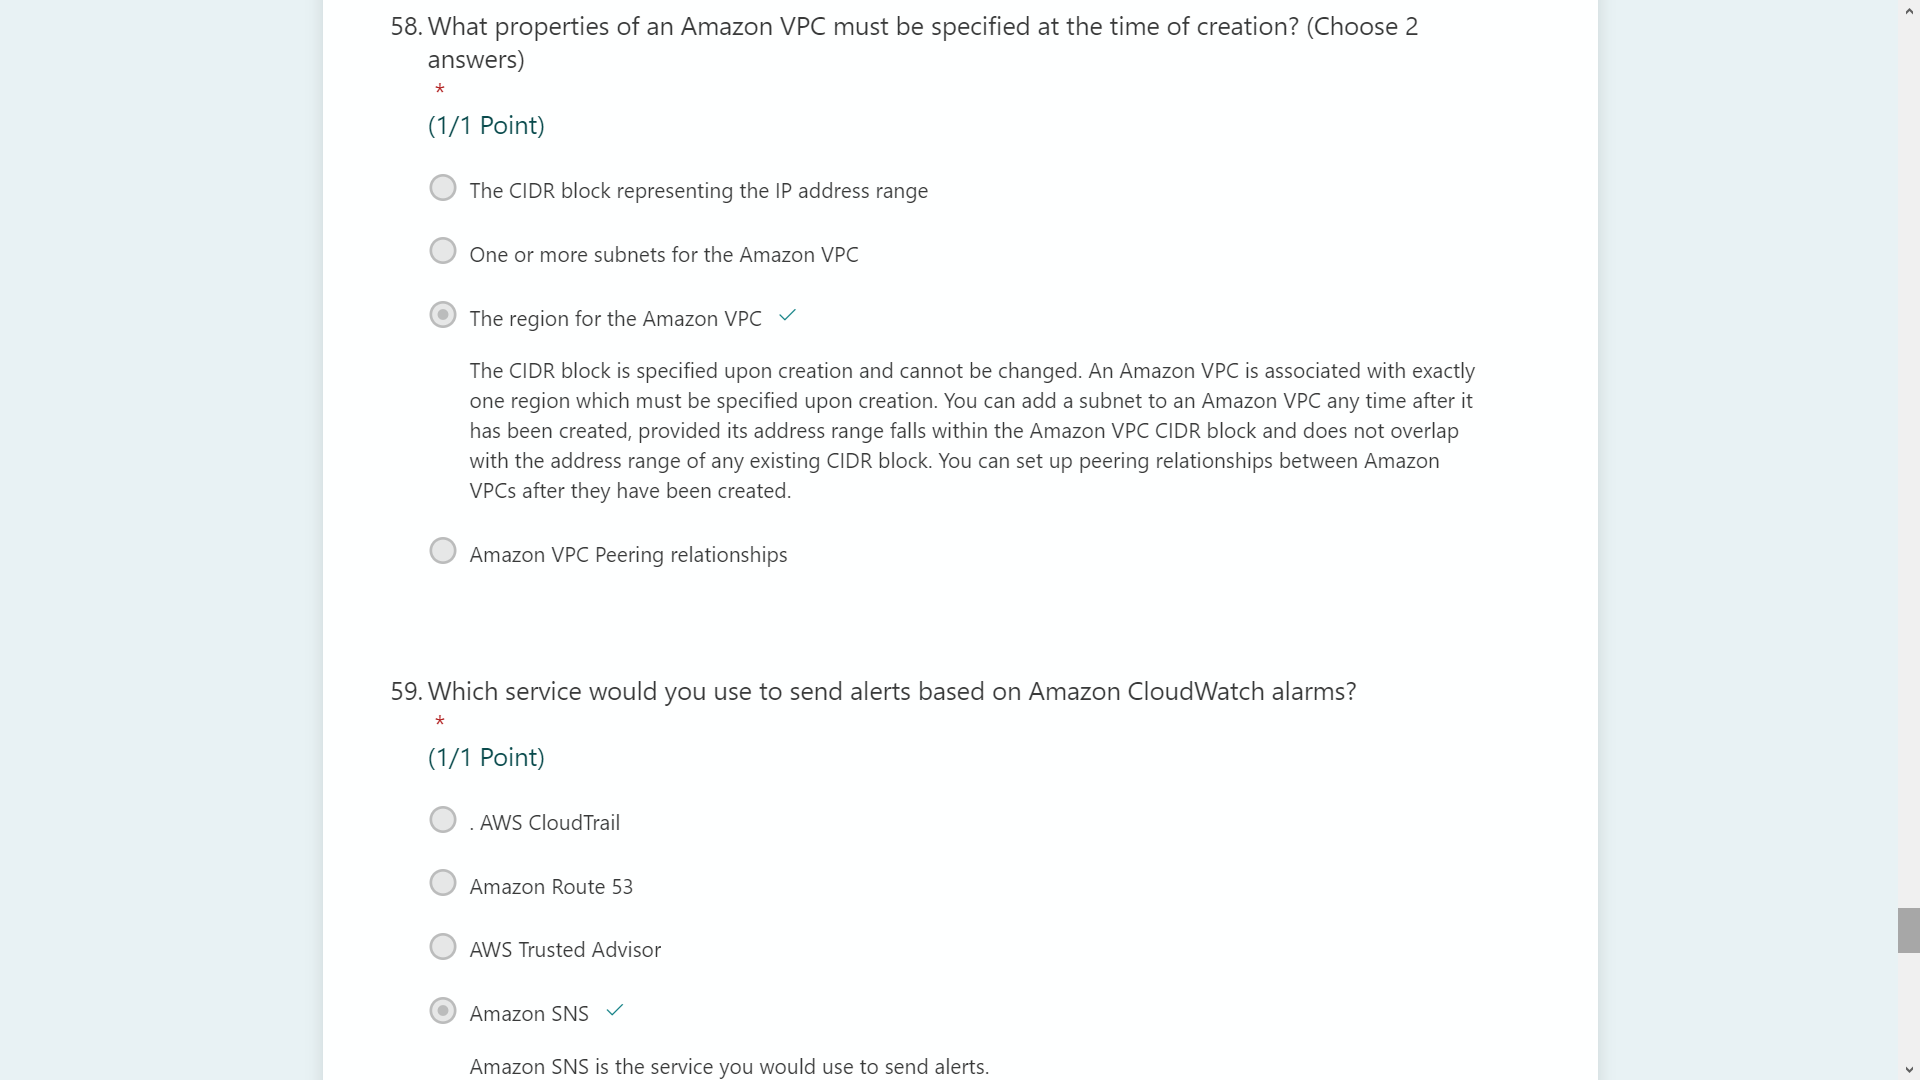 58. What properties of an Amazon VPC must be specified at the time of creation? (Choose 2
answers)
*
(1/1 Point)
The CIDR block representing the IP address range
One or more subnets for the Amazon VPC
The region for the Amazon VPC
The CIDR block is specified upon creation and cannot be changed. An Amazon VPC is associated with exactly
one region which must be specified upon creation. You can add a subnet to an Amazon VPC any time after it
has been created, provided its address range falls within the Amazon VPC CIDR block and does not overlap
with the address range of any existing CIDR block. You can set up peering relationships between Amazon
VPCs after they have been created.
Amazon VPC Peering relationships
59. Which service would you use to send alerts based on Amazon CloudWatch alarms?
*
(1/1 Point)
. AWS CloudTrail
Amazon Route 53
AWS Trusted Advisor
Amazon SNS
Amazon SNS is the service you would use to send alerts.